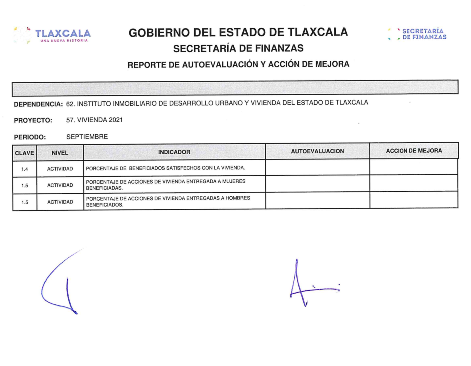 TLAXCALA
UNA NUEVA HISTORIA
GOBIERNO DEL ESTADO DE TLAXCALA
SECRETARÍA DE FINANZAS
SECRETARÍA
DE FINANZAS
REPORTE DE AUTOEVALUACIÓN Y ACCIÓN DE MEJORA
DEPENDENCIA: 62. INSTITUTO INMOBILIARIO DE DESARROLLO URBANO Y VIVIENDA DEL ESTADO DE TLAXCALA
PROYECTO: 57. VIVIENDA 2021
PERIODO: SEPTIEMBRE
CLAVE NIVEL INDICADOR AUTOEVALUACION ACCION DE MEJORA
1.4 ACTIVIDAD PORCENTAJE DE BENEFICIADOS SATISFECHOS CON LA VIVIENDA.
1.5 ACTIVIDAD PORCENTAJE DE ACCIONES DE VIVIENDA ENTREGADA A MUJERES
BENEFICIADAS.
1.5 ACTIVIDAD PORCENTAJE DE ACCIONES DE VIVIENDA ENTREGADAS A HOMBRES
BENEFICIADOS.